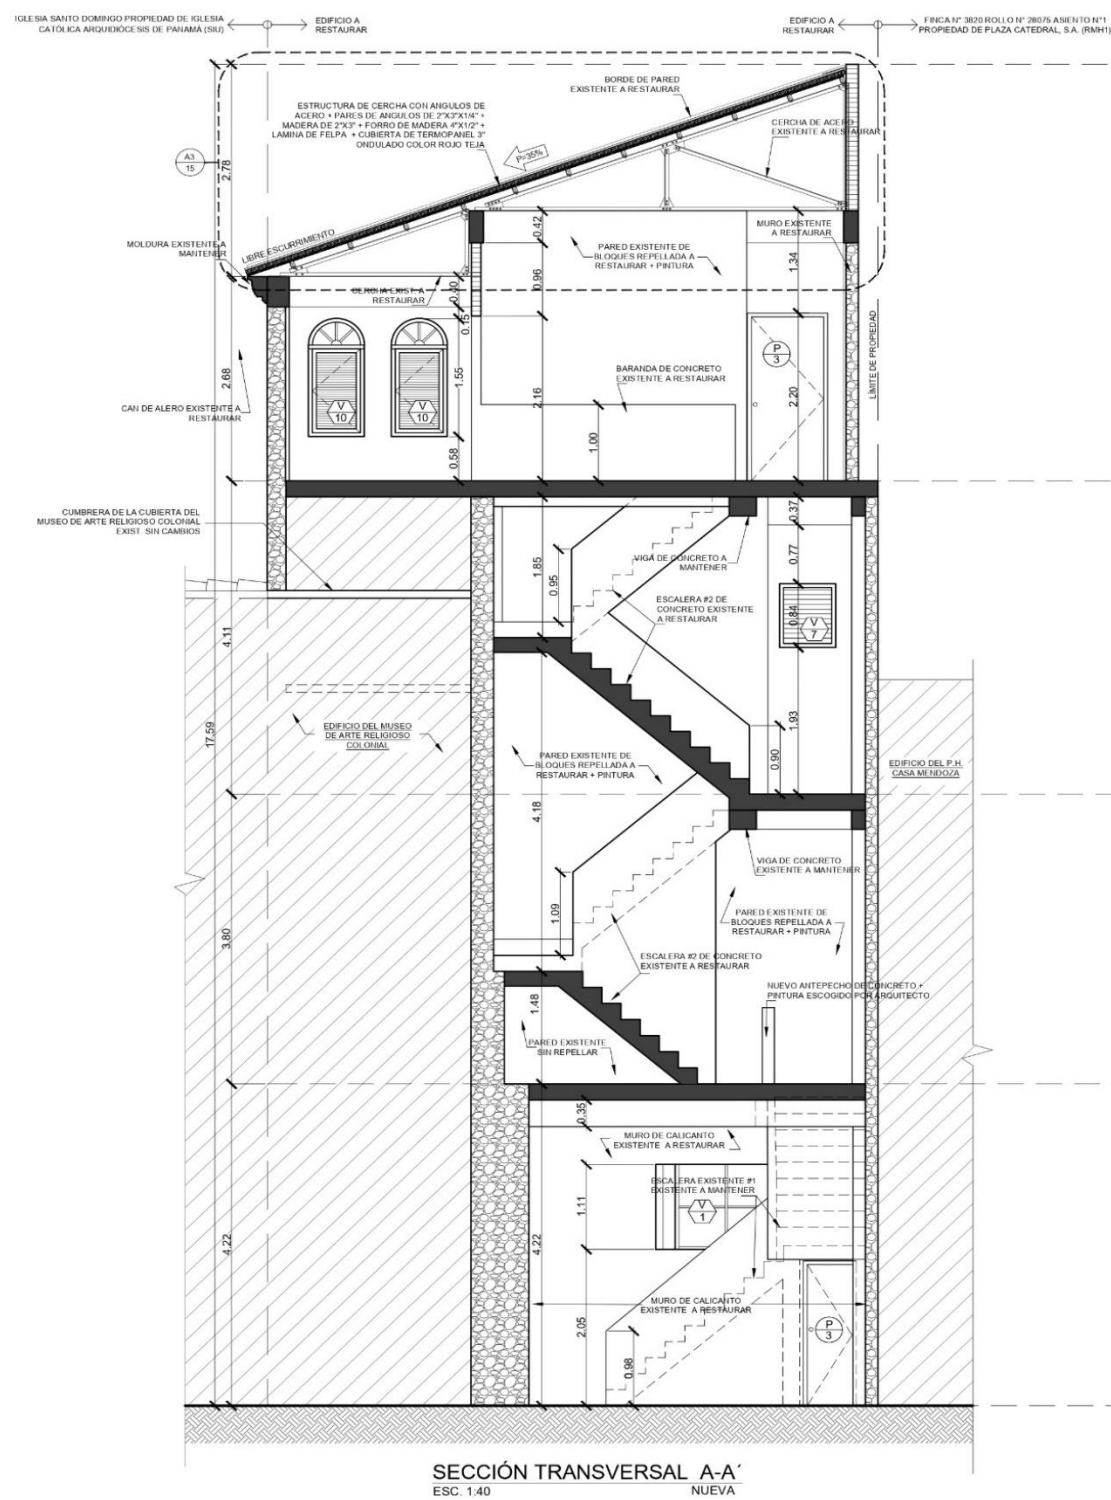 IGLESIA SANTO DOMINGO PROPIEDAD DE IGLESIA
CATÓLICA ARQUIDIÓCESIS DE PANAMÁ (SIU)
EDIFICIO A
RESTAURAR
EDIFICIO A
RESTAURAR
FINCA N° 3820 ROLLO N° 28075 ASIENTO N°1
PROPIEDAD DE PLAZA CATEDRAL, S.A. (RMH1)
BORDE DE PARED
EXISTENTE A RESTAURAR
ESTRUCTURA DE CERCHA CON ANGULOS DE
ACERO + PARES DE ANGULOS DE 2"X3"X1/4" +
MADERA DE 2"X3" + FORRO DE MADERA 4"X1/2" +
LAMINA DE FELPA + CUBIERTA DE TERMOPANEL 3"
ONDULADO COLOR ROJO TEJA
CERCHA DE ACERO
EXISTENTE A RESTAURAR
P=35%
A3
15
2.78
MOLDURA EXISTENTE A
MANTENER
LIBRE ESCURRIMIENTO
0.42
PARED EXISTENTE DE
BLOQUES REPELLADA A
RESTAURAR + PINTURA
MURO EXISTENTE
A RESTAURAR
1.34
0.96
CERCHA EXIST. A
RESTAURAR
0.40
0.15
P
3
LÍMITE DE PROPIEDAD
2.68
1.55
BARANDA DE CONCRETO
EXISTENTE A RESTAURAR
2.16
2.20
V
10
V
10
CAN DE ALERO EXISTENTE A
RESTAURAR
1.00
0.58
CUMBRERA DE LA CUBIERTA DEL
MUSEO DE ARTE RELIGIOSO COLONIAL
EXIST. SIN CAMBIOS
0.37
VIGA DE CONCRETO A
MANTENER
0.77
1.85
0.95
ESCALERA #2 DE
CONCRETO EXISTENTE
A RESTAURAR
0.84
V
7
4.11
17.59
EDIFICIO DEL MUSEO
DE ARTE RELIGIOSO
COLONIAL
1.93
PARED EXISTENTE DE
BLOQUES REPELLADA A
RESTAURAR + PINTURA
0.90
EDIFICIO DEL P.H.
CASA MENDOZA
4.18
VIGA DE CONCRETO
EXISTENTE A MANTENER
1.09
PARED EXISTENTE DE
BLOQUES REPELLADA A
RESTAURAR + PINTURA
3.80
ESCALERA #2 DE CONCRETO
EXISTENTE A RESTAURAR
NUEVO ANTEPECHO DE CONCRETO +
PINTURA ESCOGIDO POR ARQUITECTO
1.48
PARED EXISTENTE
SIN REPELLAR
0.35
MURO DE CALICANTO
EXISTENTE A RESTAURAR
ESCALERA EXISTENTE #1
EXISTENTE A MANTENER
1.11
V
1
4.22
4.22
MURO DE CALICANTO
EXISTENTE A RESTAURAR
2.05
P
3
0.98
SECCIÓN TRANSVERSAL A-A´
ESC. 1:40
NUEVA